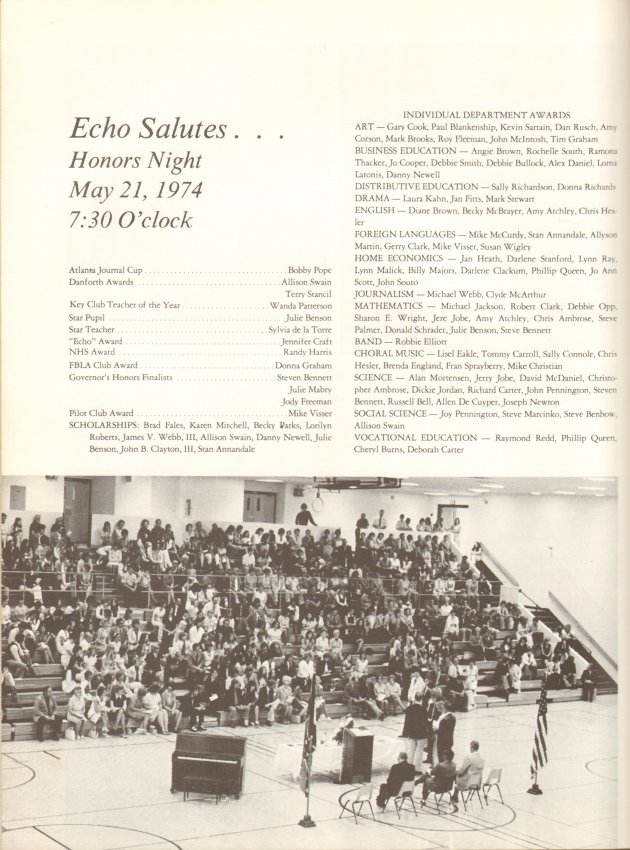 Echo Salutes . . .
Honors Night
May 21, 1974
7:30 O'clock
Atlanta Journal Cup . . . . . . . . . . Bobby Pope
Danforth Awards . . . . . . . . . . Allison Swain
Terry Stancil
Key Club Teacher of the Year . . . . . . . . . . Wanda Patterson
Star Pupil . . . . . . . . . . Julie Benson
Star Teacher . . . . . . . . . . Sylvia de la Torre
"Echo" Award . . . . . . . . . . Jennifer Craft
NHS Award . . . . . . . . . . Randy Harris
FBLA Club Award . . . . . . . . . . Donna Graham
Governor's Honors Finalists . . . . . . . . . . Steven Bennett
Julie Mabry
Jody Freeman
Pilot Club Award . . . . . . . . . . Mike Visser
SCHOLARSHIPS: Brad Fales, Karen Mitchell, Becky Parks, Lorilyn
Roberts, James V. Webb, III, Allison Swain, Danny Newell, Julie
Benson, John B. Clayton, III, Stan Annandale
INDIVIDUAL DEPARTMENT AWARDS
ART — Gary Cook, Paul Blankenship, Kevin Sartain, Dan Rusch, Amy
Corson, Mark Brooks, Roy Fleeman, John McIntosh, Tim Graham
BUSINESS EDUCATION — Angie Brown, Rochelle South, Ramona
Thacker, Jo Cooper, Debbie Smith, Debbie Bullock, Alex Daniel, Lorna
Latonis, Danny Newell
DISTRIBUTIVE EDUCATION — Sally Richardson, Donna Richards
DRAMA — Laura Kahn, Jan Fitts, Mark Stewart
ENGLISH — Diane Brown, Becky McBrayer, Amy Atchley, Chris Hes-
ler
FOREIGN LANGUAGES — Mike McCurdy, Stan Annandale, Allyson
Martin, Gerry Clark, Mike Visser, Susan Wigley
HOME ECONOMICS — Jan Heath, Darlene Stanford, Lynn Ray,
Lynn Malick, Billy Majors, Darlene Clackum, Phillip Queen, Jo Ann
Scott, John Souto
JOURNALISM — Michael Webb, Clyde McArthur
MATHEMATICS — Michael Jackson, Robert Clark, Debbie Opp,
Sharon E. Wright, Jere Jobe, Amy Atchley, Chris Ambrose, Steve
Palmer, Donald Schrader, Julie Benson, Steve Bennett
BAND — Robbie Elliott
CHORAL MUSIC — Lisel Eakle, Tommy Carroll, Sally Connole, Chris
Hesler, Brenda England, Fran Sprayberry, Mike Christian
SCIENCE — Alan Mortensen, Jerry Jobe, David McDaniel, Christo-
pher Ambrose, Dickie Jordan, Richard Carter, John Pennington, Steven
Bennett, Russell Bell, Allen De Cuyper, Joseph Newton
SOCIAL SCIENCE — Joy Pennington, Steve Marcinko, Steve Benbow,
Allison Swain
VOCATIONAL EDUCATION — Raymond Redd, Phillip Queen,
Cheryl Burns, Deborah Carter